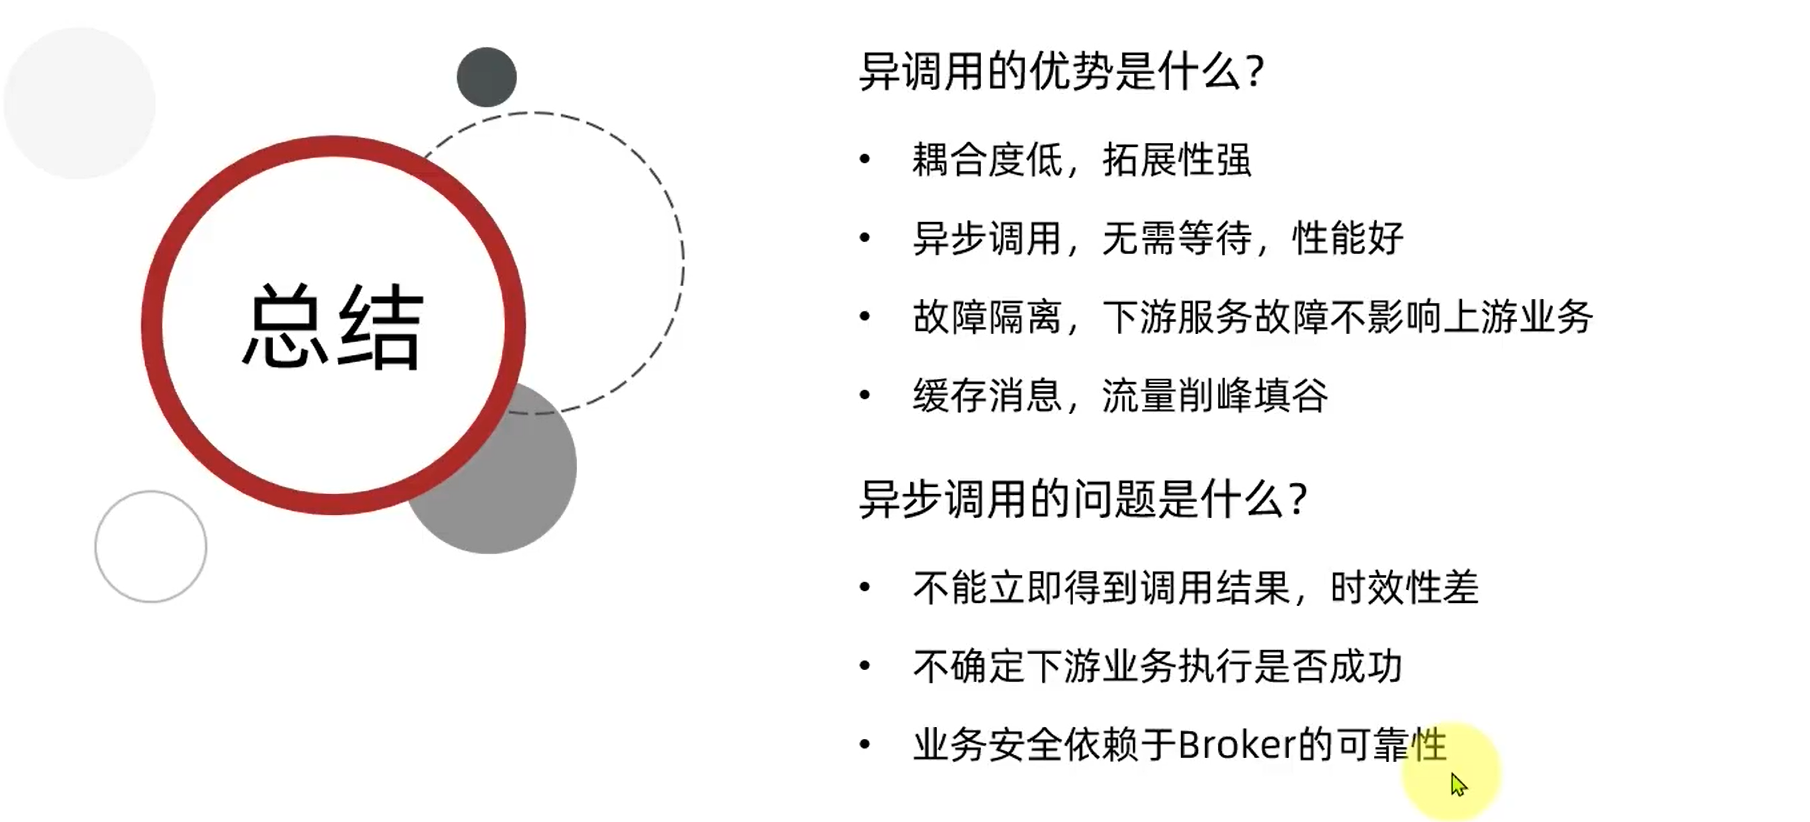 总结
异调用的优势是什么？
• 耦合度低，拓展性强
• 异步调用，无需等待，性能好
• 故障隔离，下游服务故障不影响上游业务
• 缓存消息，流量削峰填谷
异步调用的问题是什么？
• 不能立即得到调用结果，时效性差
• 不确定下游业务执行是否成功
• 业务安全依赖于Broker的可靠性